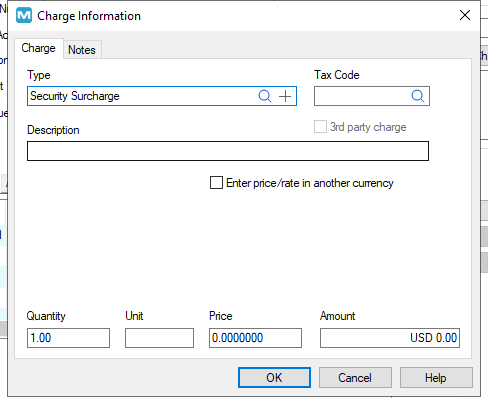 Charge Information
Charge Notes
Type Tax Code
Security Surcharge
Description 3rd party charge
Enter price/rate in another currency
Quantity Unit Price Amount
1.00 0.0000000 USD 0.00
OK Cancel Help